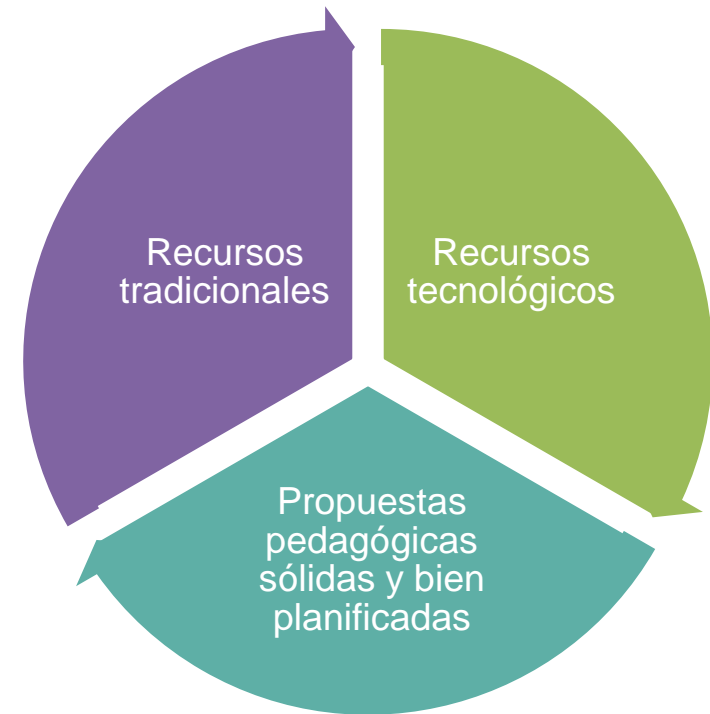 Recursos
tradicionales
Recursos
tecnológicos
Propuestas
pedagógicas
sólidas y bien
planificadas